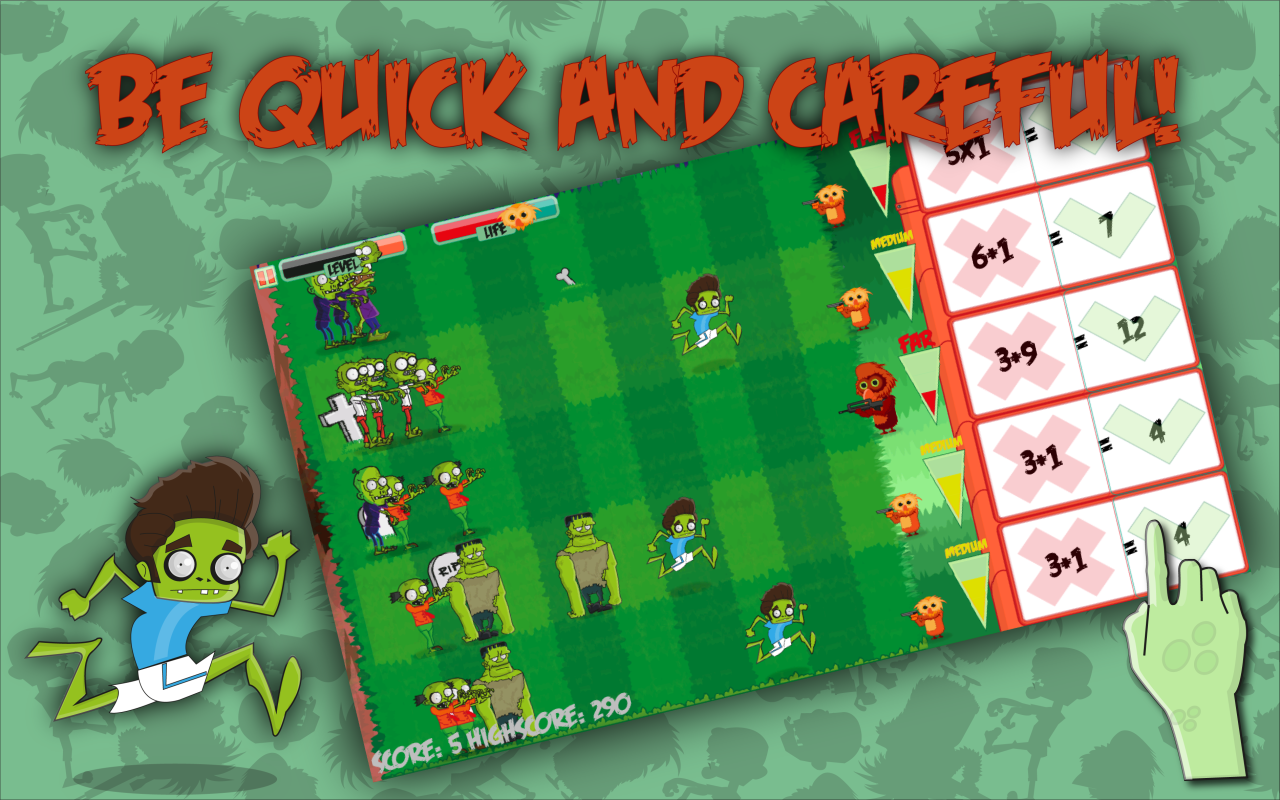 BE QUICK AND CAREFUL!
LEVEL
LIFE
5X1 =
MEDIUM
6*1 = 7
FAR
3*9 = 12
MEDIUM
3*1 = 4
MEDIUM
3*1 = 4
RIP
SCORE: 5 HIGHSCORE: 290